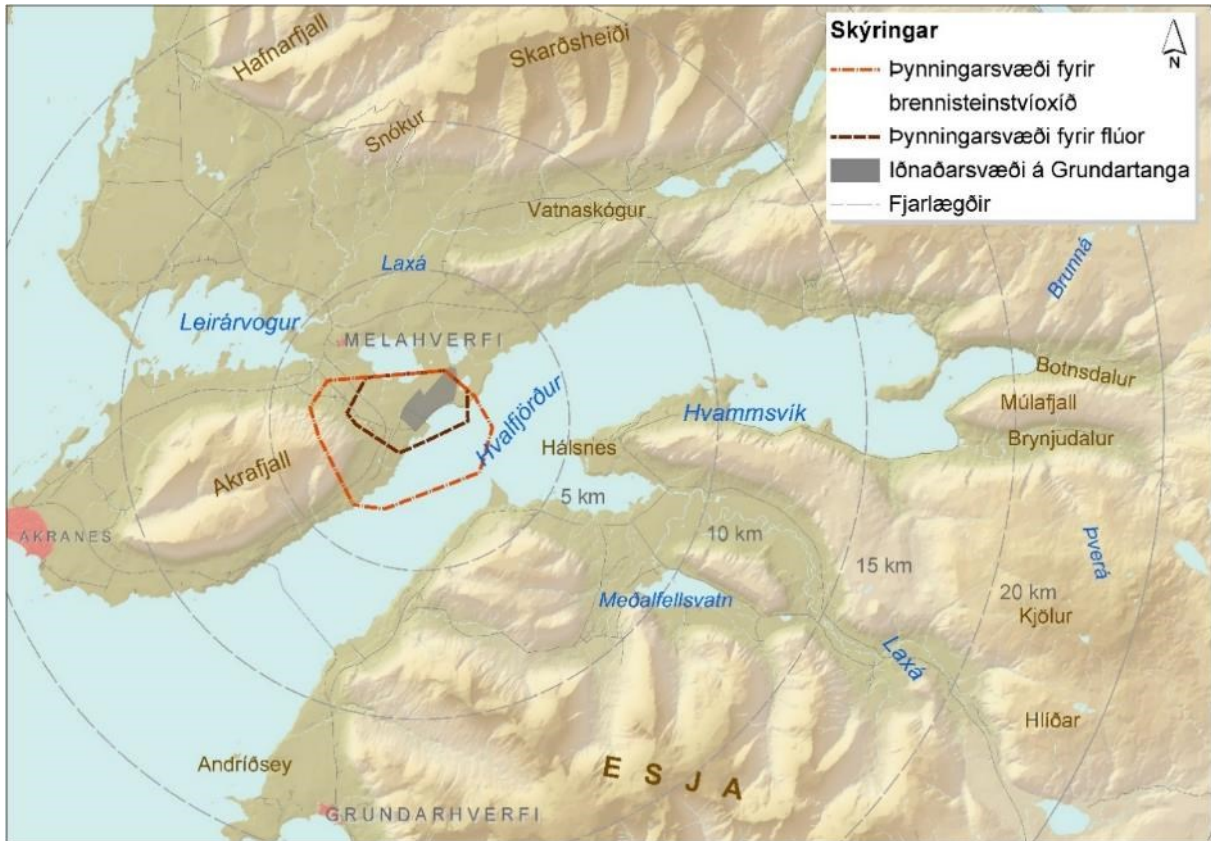 Hafnarfjall
Skarðsheiði
Snókur
Skýringar
N
Þynningarsvæði fyrir
brennisteinstvíoxíð
Þynningarsvæði fyrir flúor
Iðnaðarsvæði á Grundartanga
Fjarlægðir
Vatnaskógur
Laxá
Brunná
Leirárvogur
MELAHVERFI
Botnsdalur
Múlafjall
Hvalfjörður
Hvammsvík
Brynjudalur
Hálsnes
Akrafjall
5 km
AKRANES
10 km
Þverá
15 km
20 km
Meðalfellsvatn
Kjölur
Laxá
Hlíðar
Andríðsey
ESJA
GRUNDARHVERFI